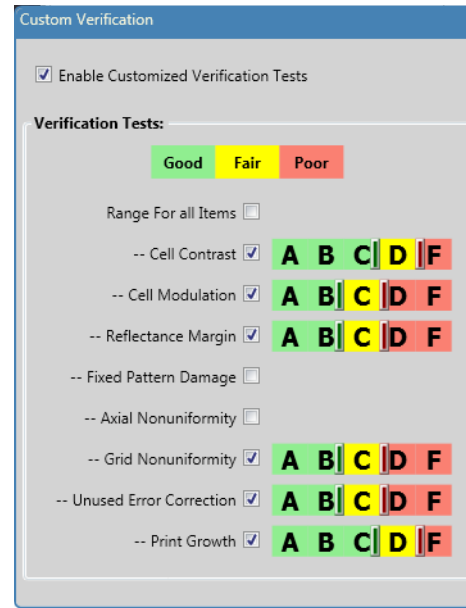 Custom Verification
Enable Customized Verification Tests
Verification Tests:
Good Fair Poor
Range For all Items
-- Cell Contrast A B C D F
-- Cell Modulation A B C D F
-- Reflectance Margin A B C D F
-- Fixed Pattern Damage
-- Axial Nonuniformity
-- Grid Nonuniformity A B C D F
-- Unused Error Correction A B C D F
-- Print Growth A B C D F